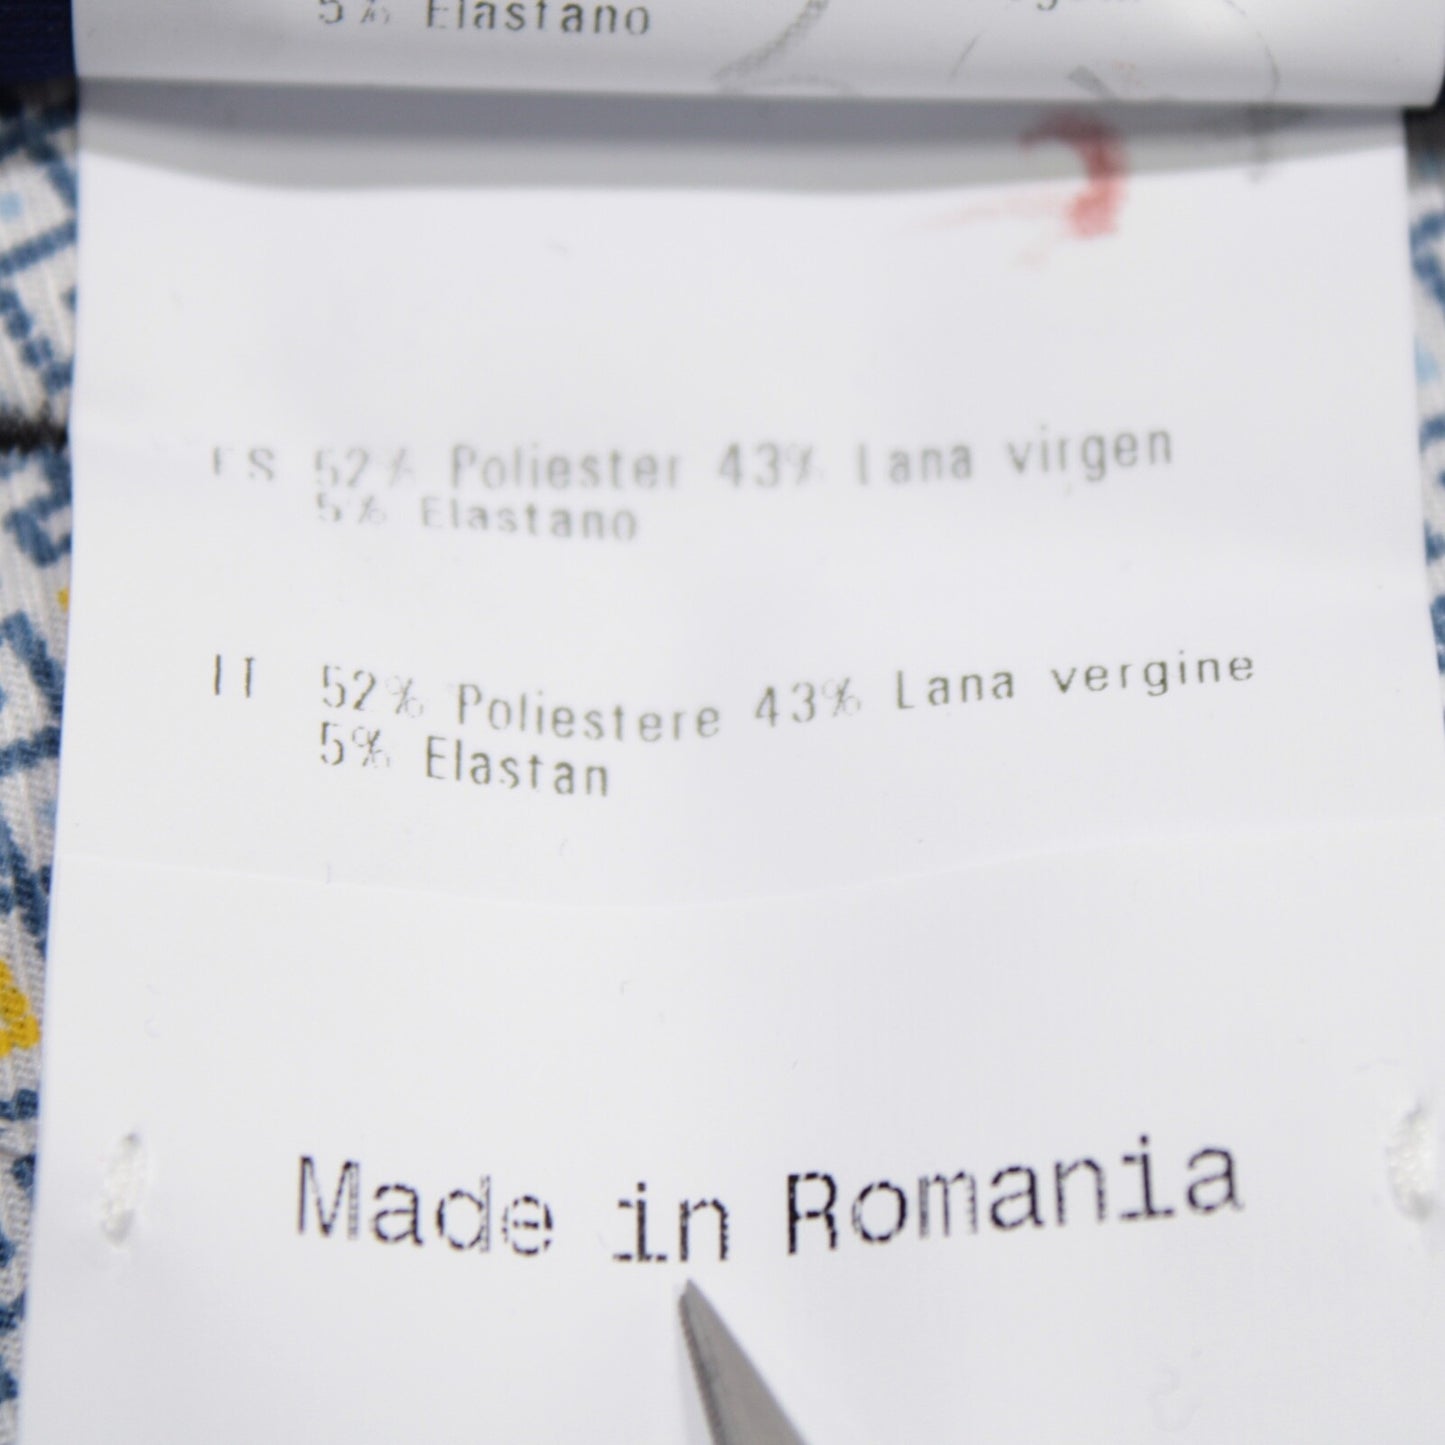 5% Elastano
ES 52% Poliester 43% Lana virgen
5% Elastano
IT 52% Poliestere 43% Lana vergine
5% Elastan
Made in Romania